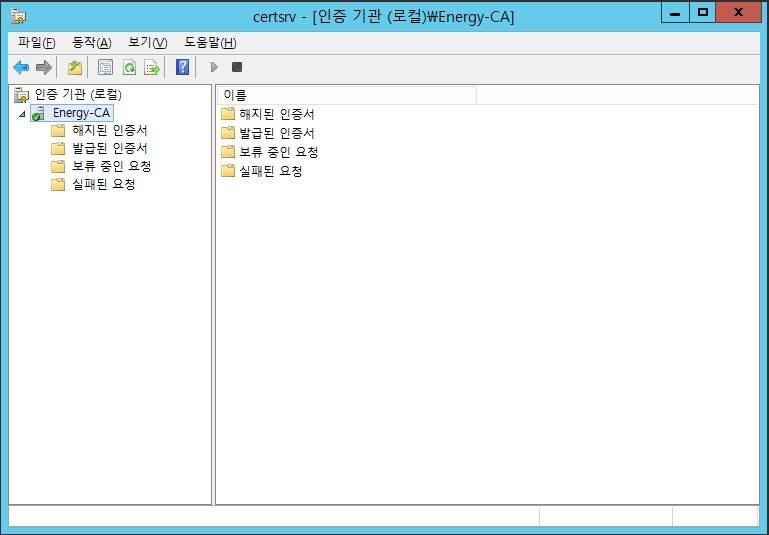 certsrv - [인증 기관 (로컬)₩Energy-CA]
파일(F) 동작(A) 보기(V) 도움말(H)
인증 기관 (로컬)
Energy-CA
해지된 인증서
발급된 인증서
보류 중인 요청
실패된 요청
이름
해지된 인증서
발급된 인증서
보류 중인 요청
실패된 요청